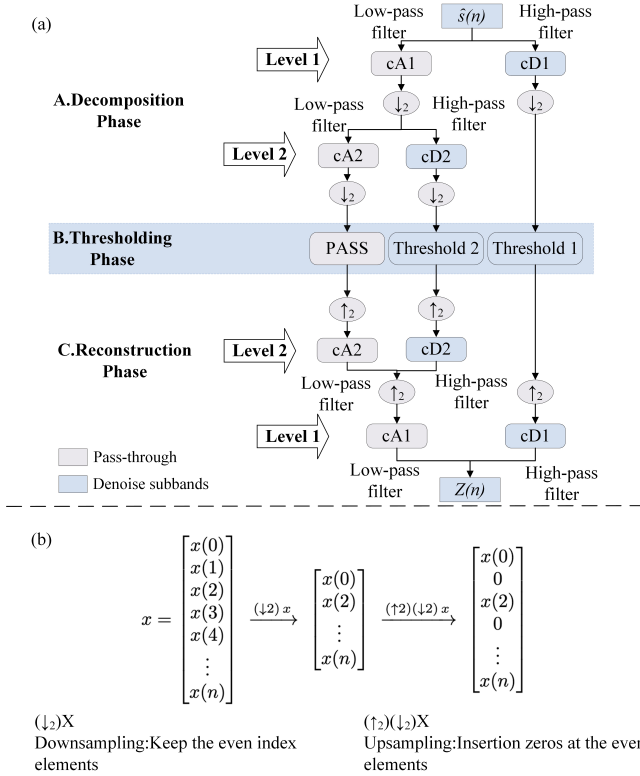 (a)
Low-pass
filter
ŝ(n)
High-pass
filter
Level 1
cA1
cD1
A.Decomposition
Phase
↓2
↓2
Low-pass
filter
High-pass
filter
Level 2
cA2
cD2
↓2
↓2
B.Thresholding
Phase
PASS
Threshold 2
Threshold 1
↑2
↑2
C.Reconstruction
Phase
Level 2
cA2
cD2
Low-pass
filter
High-pass
filter
↑2
↑2
Level 1
cA1
cD1
Pass-through
Denoise subbands
Low-pass
filter
Z(n)
High-pass
filter
(b)
x =
x(0)
x(1)
x(2)
x(3)
x(4)
⋮
x(n)
(↓2) x
x(0)
x(2)
⋮
x(n)
(↑2)(↓2) x
x(0)
0
x(2)
0
⋮
x(n)
(↓2)X
Downsampling:Keep the even index
elements
(↑2)(↓2)X
Upsampling:Insertion zeros at the even
elements